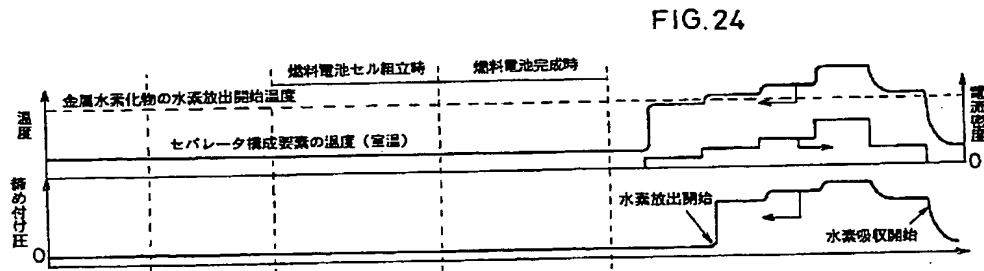 FIG.24
燃料電池セル組立時
燃料電池完成時
金属水素化物の水素放出開始温度
温度
電流密度
セパレータ構成要素の温度（室温）
0
締め付け圧
水素放出開始
水素吸収開始
0